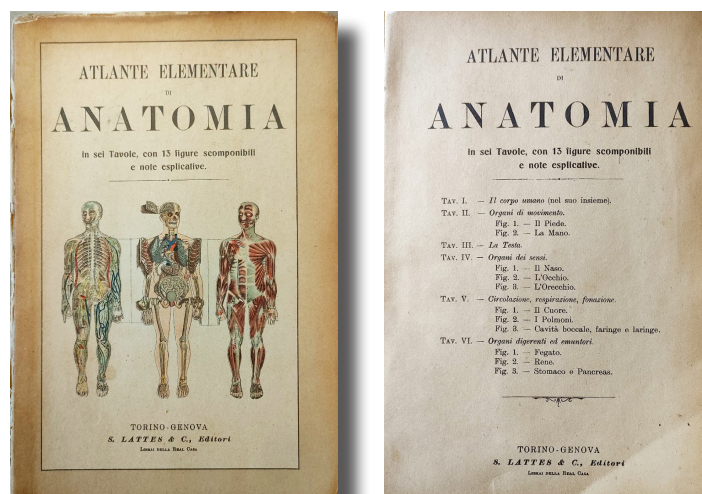 ATLANTE ELEMENTARE
DI
ANATOMIA
in sei Tavole, con 13 figure scomponibili
e note esplicative.
TORINO-GENOVA
S. LATTES & C., Editori
LIBRAI DELLA REAL CASA
ATLANTE ELEMENTARE
DI
ANATOMIA
in sei Tavole, con 13 figure scomponibili
e note esplicative.
TAV. I. — Il corpo umano (nel suo insieme).
TAV. II. — Organi di movimento.
Fig. 1. — Il Piede.
Fig. 2. — La Mano.
TAV. III. — La Testa.
TAV. IV. — Organi dei sensi.
Fig. 1. — Il Naso.
Fig. 2. — L'Occhio.
Fig. 3. — L'Orecchio.
TAV. V. — Circolazione, respirazione, fonazione.
Fig. 1. — Il Cuore.
Fig. 2. — I Polmoni.
Fig. 3. — Cavità boccale, faringe e laringe.
TAV. VI. — Organi digerenti ed emuntori.
Fig. 1. — Fegato.
Fig. 2. — Rene.
Fig. 3. — Stomaco e Pancreas.
TORINO-GENOVA
S. LATTES & C., Editori
LIBRAI DELLA REAL CASA